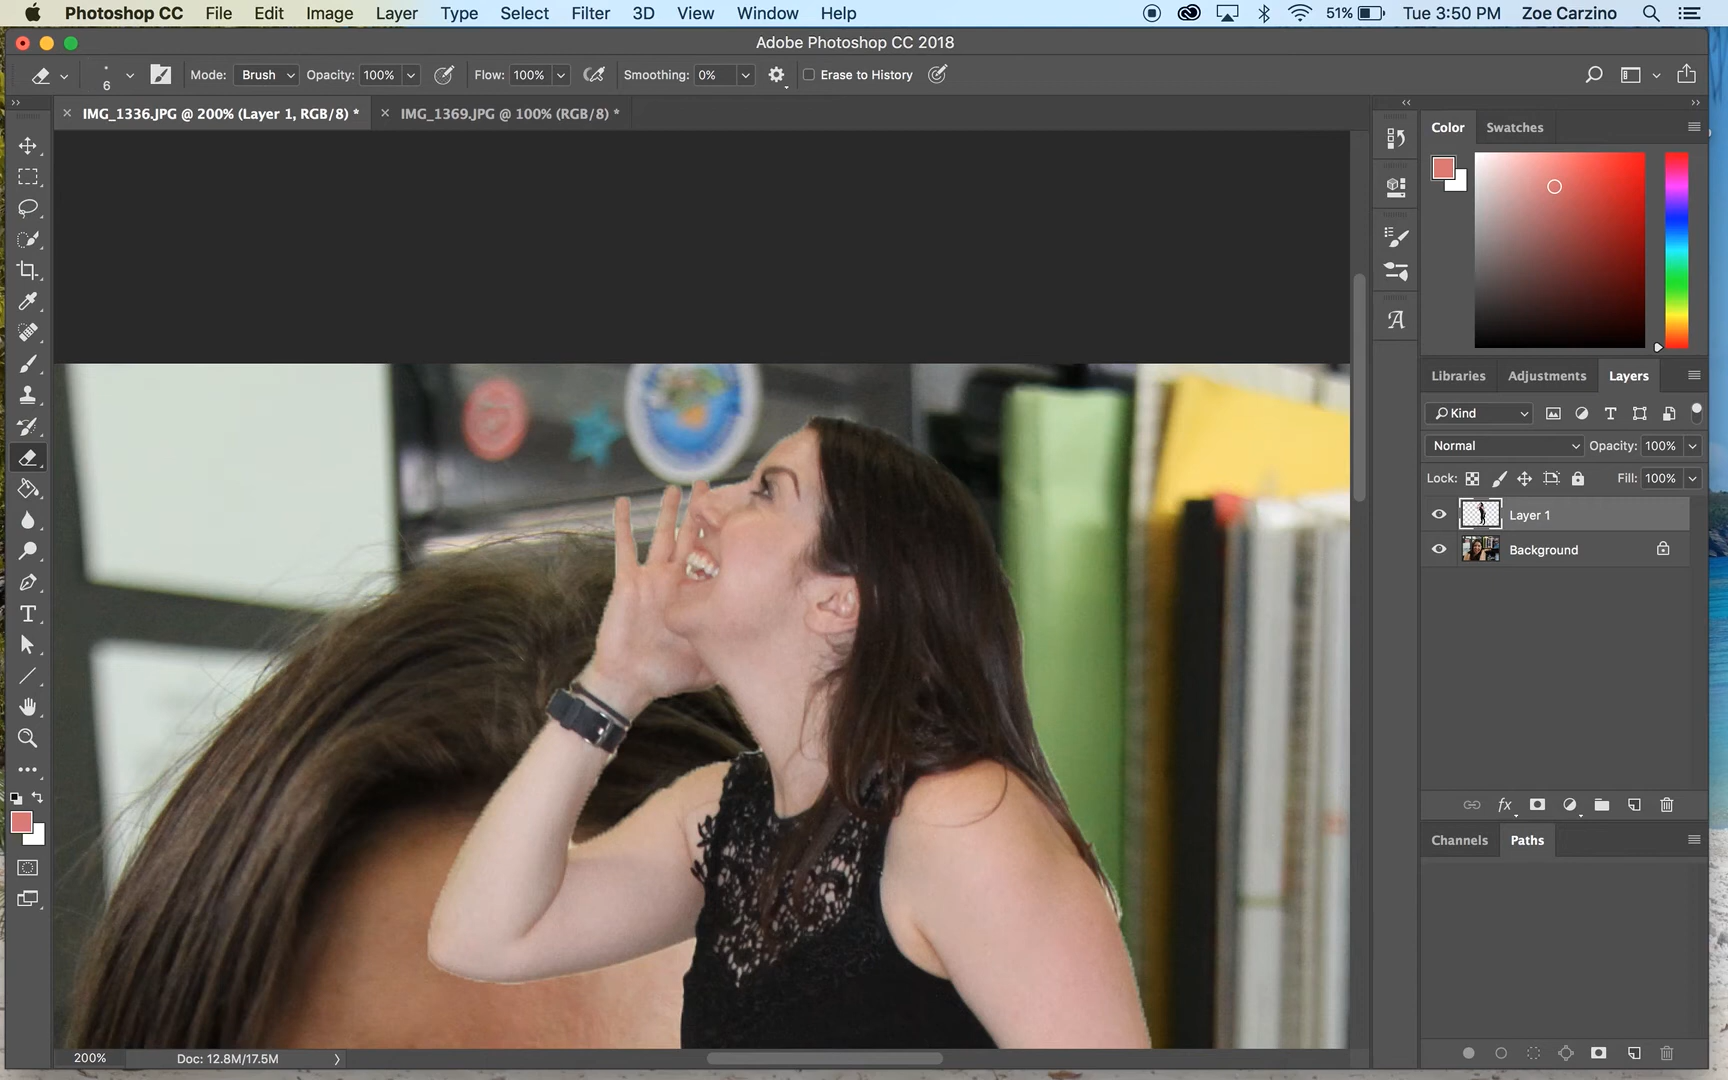 Photoshop CC File Edit Image Layer Type Select Filter 3D View Window Help 51% Tue 3:50 PM Zoe Carzino
Adobe Photoshop CC 2018
6 Mode: Brush Opacity: 100% Flow: 100% Smoothing: 0% Erase to History
IMG_1336.JPG @ 200% (Layer 1, RGB/8) * IMG_1369.JPG @ 100% (RGB/8) *
Color Swatches
Libraries Adjustments Layers
Kind
Normal Opacity: 100%
Lock: Fill: 100%
Layer 1
Background
fx
Channels Paths
200% Doc: 12.8M/17.5M